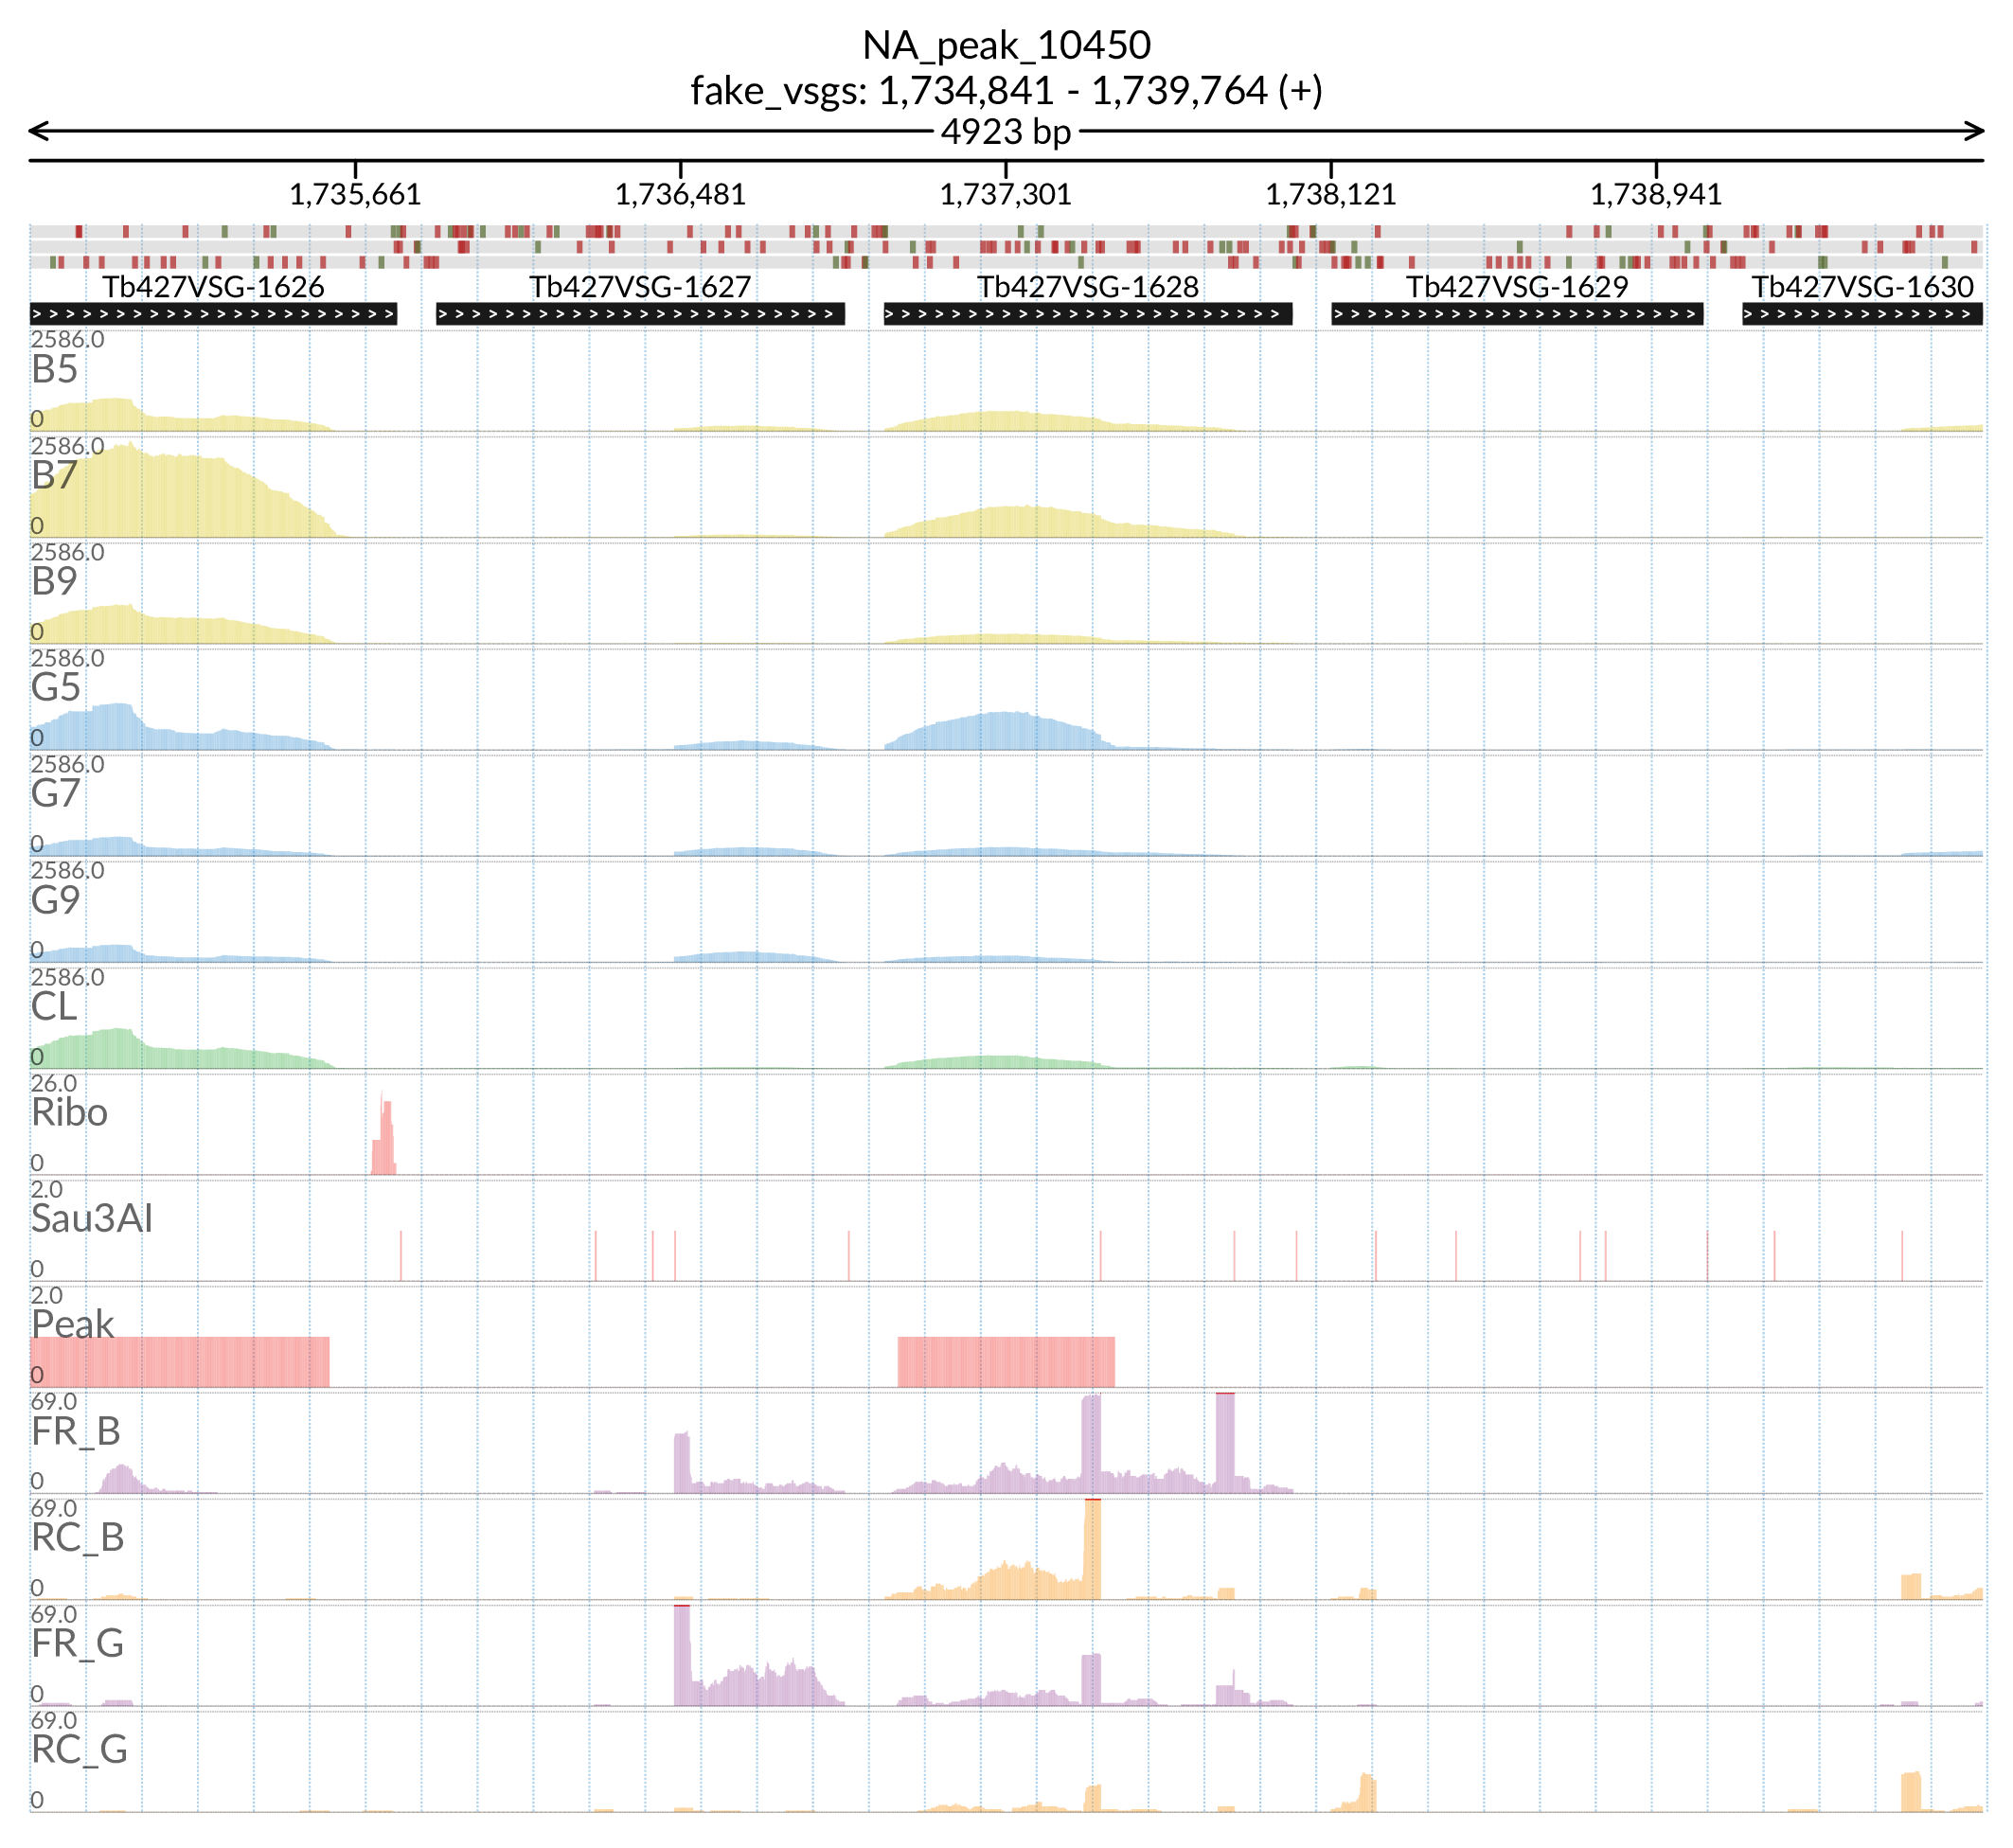 NA_peak_10450
fake_vsgs: 1,734,841 - 1,739,764 (+)
4923 bp
1,735,661 1,736,481 1,737,301 1,738,121 1,738,941
Tb427VSG-1626 Tb427VSG-1627 Tb427VSG-1628 Tb427VSG-1629 Tb427VSG-1630
2586.0
B5
0
2586.0
B7
0
2586.0
B9
0
2586.0
G5
0
2586.0
G7
0
2586.0
G9
0
2586.0
CL
0
26.0
Ribo
0
2.0
Sau3AI
0
2.0
Peak
0
69.0
FR_B
0
69.0
RC_B
0
69.0
FR_G
0
69.0
RC_G
0